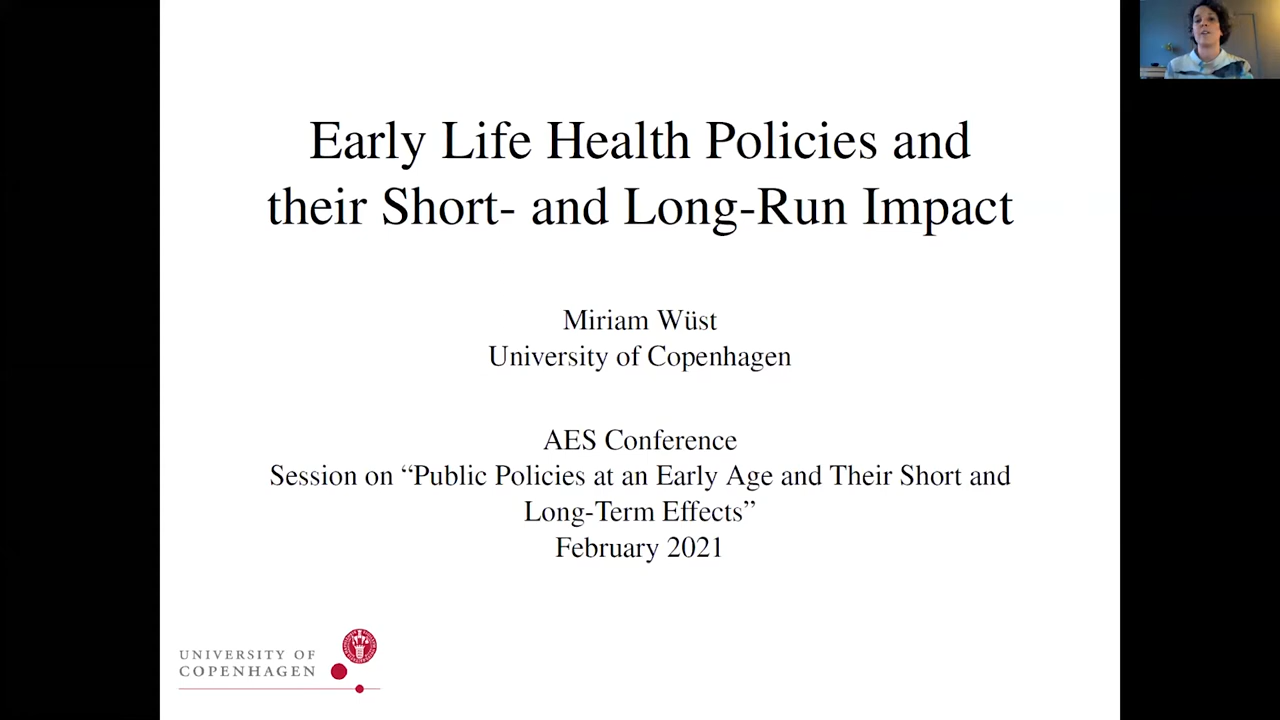 Early Life Health Policies and
their Short- and Long-Run Impact
Miriam Wüst
University of Copenhagen
AES Conference
Session on “Public Policies at an Early Age and Their Short and
Long-Term Effects”
February 2021
UNIVERSITY OF
COPENHAGEN